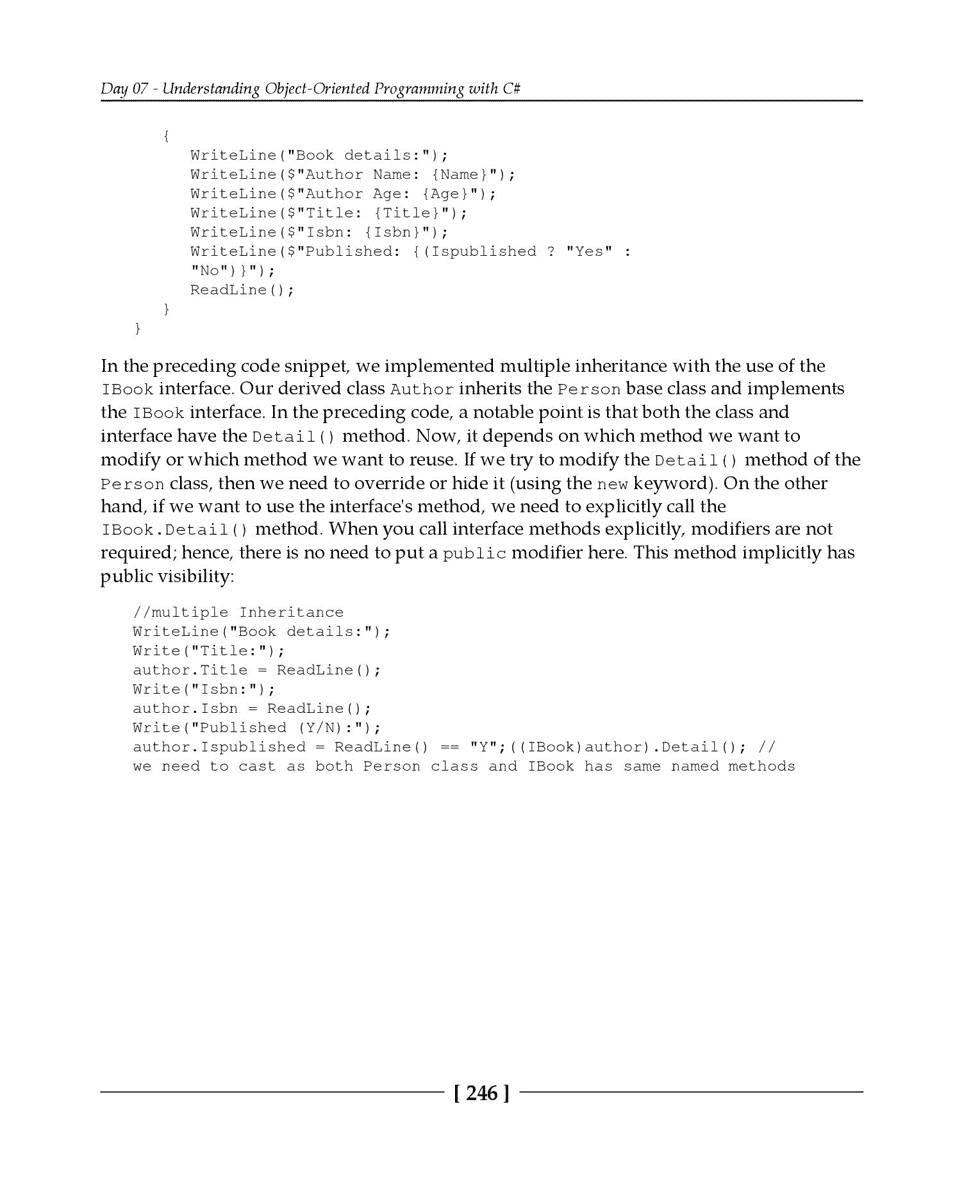 Day 07 - Understanding Object-Oriented Programming with C#
{
WriteLine("Book details:");
WriteLine($"Author Name: {Name}");
WriteLine($"Author Age: {Age}");
WriteLine($"Title: {Title}");
WriteLine($"Isbn: {Isbn}");
WriteLine($"Published: {(Ispublished ? "Yes" :
"No")}");
ReadLine();
}
}
In the preceding code snippet, we implemented multiple inheritance with the use of the
IBook interface. Our derived class Author inherits the Person base class and implements
the IBook interface. In the preceding code, a notable point is that both the class and
interface have the Detail() method. Now, it depends on which method we want to
modify or which method we want to reuse. If we try to modify the Detail() method of the
Person class, then we need to override or hide it (using the new keyword). On the other
hand, if we want to use the interface's method, we need to explicitly call the
IBook.Detail() method. When you call interface methods explicitly, modifiers are not
required; hence, there is no need to put a public modifier here. This method implicitly has
public visibility:
//multiple Inheritance
WriteLine("Book details:");
Write("Title:");
author.Title = ReadLine();
Write("Isbn:");
author.Isbn = ReadLine();
Write("Published (Y/N):");
author.Ispublished = ReadLine() == "Y";((IBook)author).Detail(); //
we need to cast as both Person class and IBook has same named methods
[ 246 ]